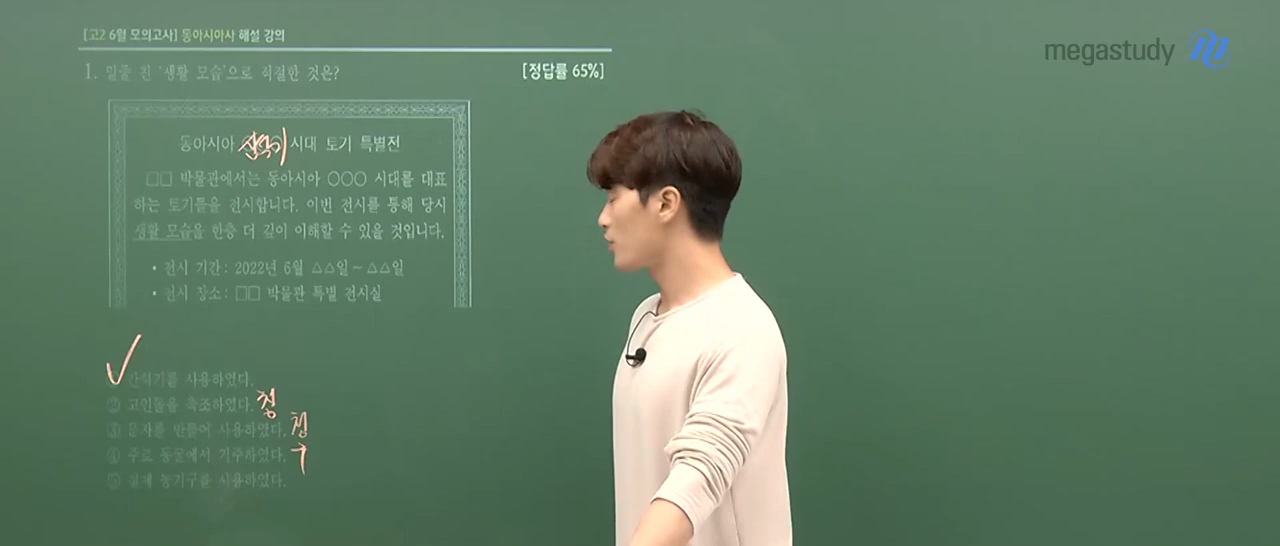 [고2 6월 모의고사] 동아시아사 해설 강의
megastudy
1. 밑줄 친 '생활 모습'으로 적절한 것은?
[정답률 65%]
동아시아 신석기 시대 토기 특별전
□□ 박물관에서는 동아시아 ○○○ 시대를 대표
하는 토기들을 전시합니다. 이번 전시를 통해 당시
생활 모습을 한층 더 깊이 이해할 수 있을 것입니다.
• 전시 기간: 2022년 6월 △△일 ~ △△일
• 전시 장소: □□ 박물관 특별 전시실
① 간석기를 사용하였다.
② 고인돌을 축조하였다. 청
③ 문자를 만들어 사용하였다. 청
④ 주로 동굴에서 거주하였다. 구
⑤ 철제 농기구를 사용하였다.